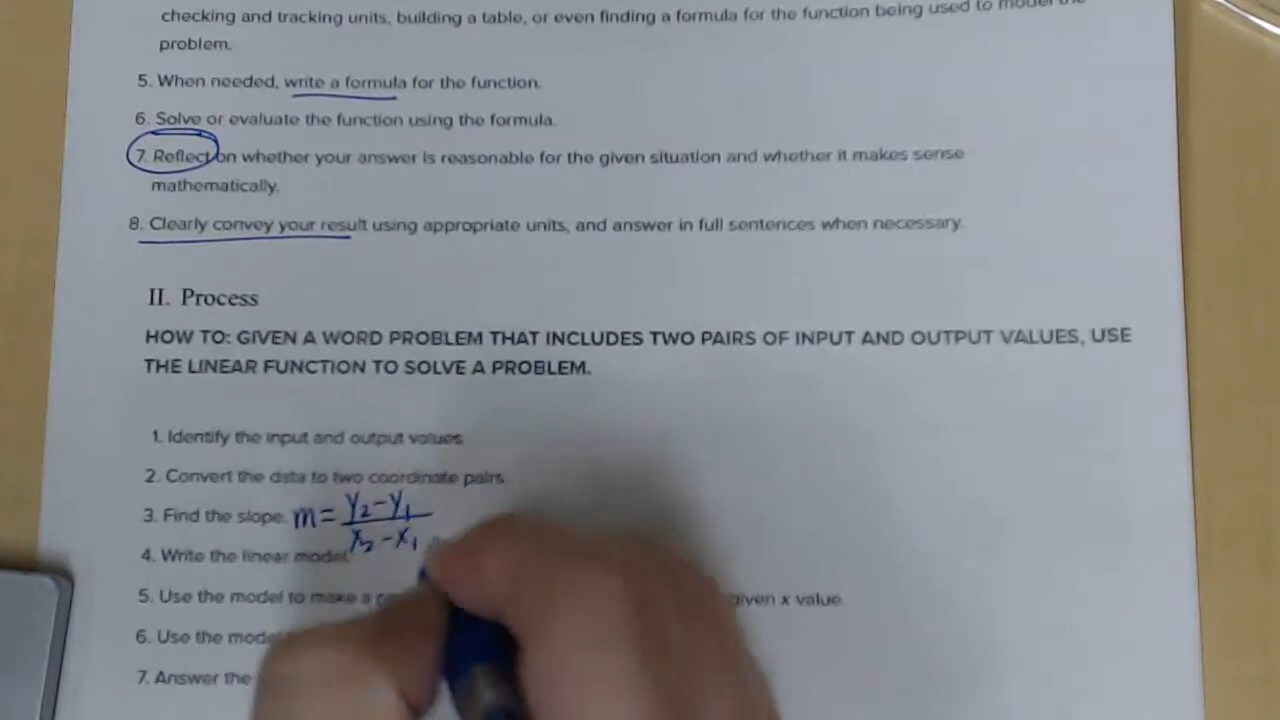 checking and tracking units, building a table, or even finding a formula for the function being used to model the
problem.
5. When needed, write a formula for the function.
6. Solve or evaluate the function using the formula.
7. Reflect on whether your answer is reasonable for the given situation and whether it makes sense
mathematically.
8. Clearly convey your result using appropriate units, and answer in full sentences when necessary.
II. Process
HOW TO: GIVEN A WORD PROBLEM THAT INCLUDES TWO PAIRS OF INPUT AND OUTPUT VALUES, USE
THE LINEAR FUNCTION TO SOLVE A PROBLEM.
1. Identify the input and output values.
2. Convert the data to two coordinate pairs.
3. Find the slope. m = y₂-y₁ / x₂-x₁
4. Write the linear model.
5. Use the model to make a given x value.
6. Use the model
7. Answer the